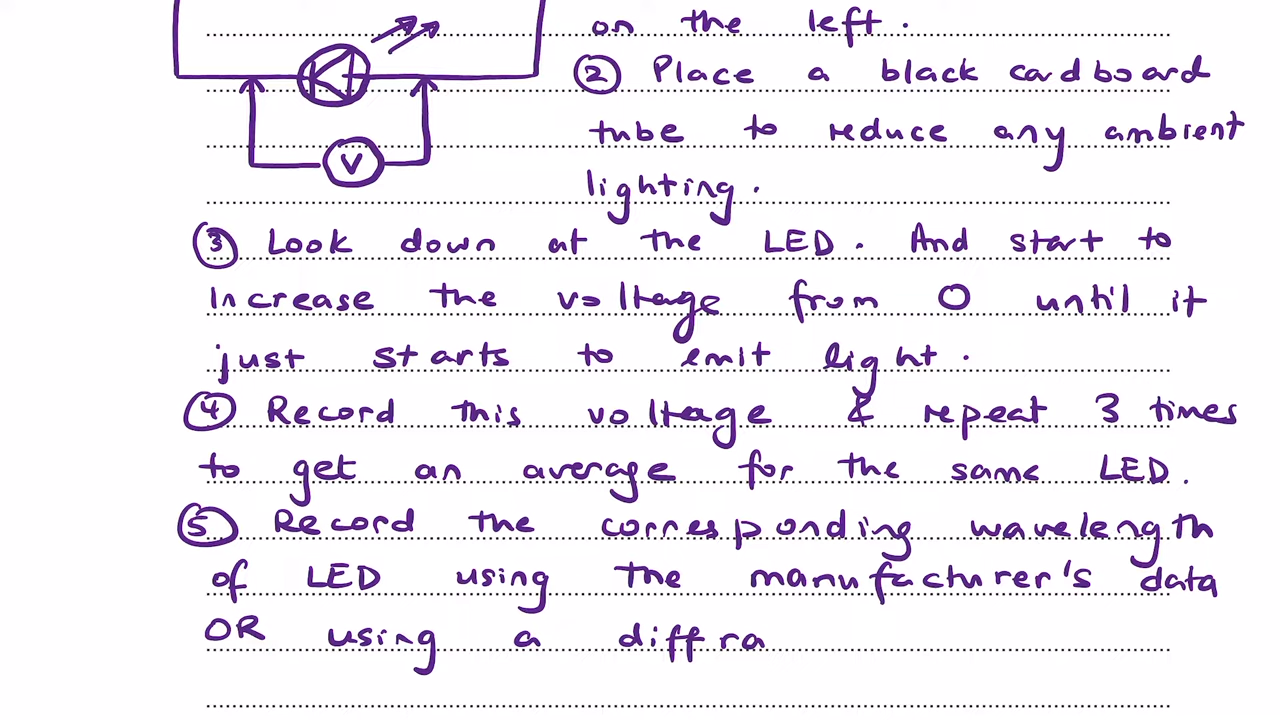 on the left.
② Place a black cardboard
tube to reduce any ambient
lighting.
V
③ Look down at the LED. And start to
increase the voltage from 0 until it
just starts to emit light.
④ Record this voltage & repeat 3 times
to get an average for the same LED.
⑤ Record the corresponding wavelength
of LED using the manufacturer's data
OR using a diffra